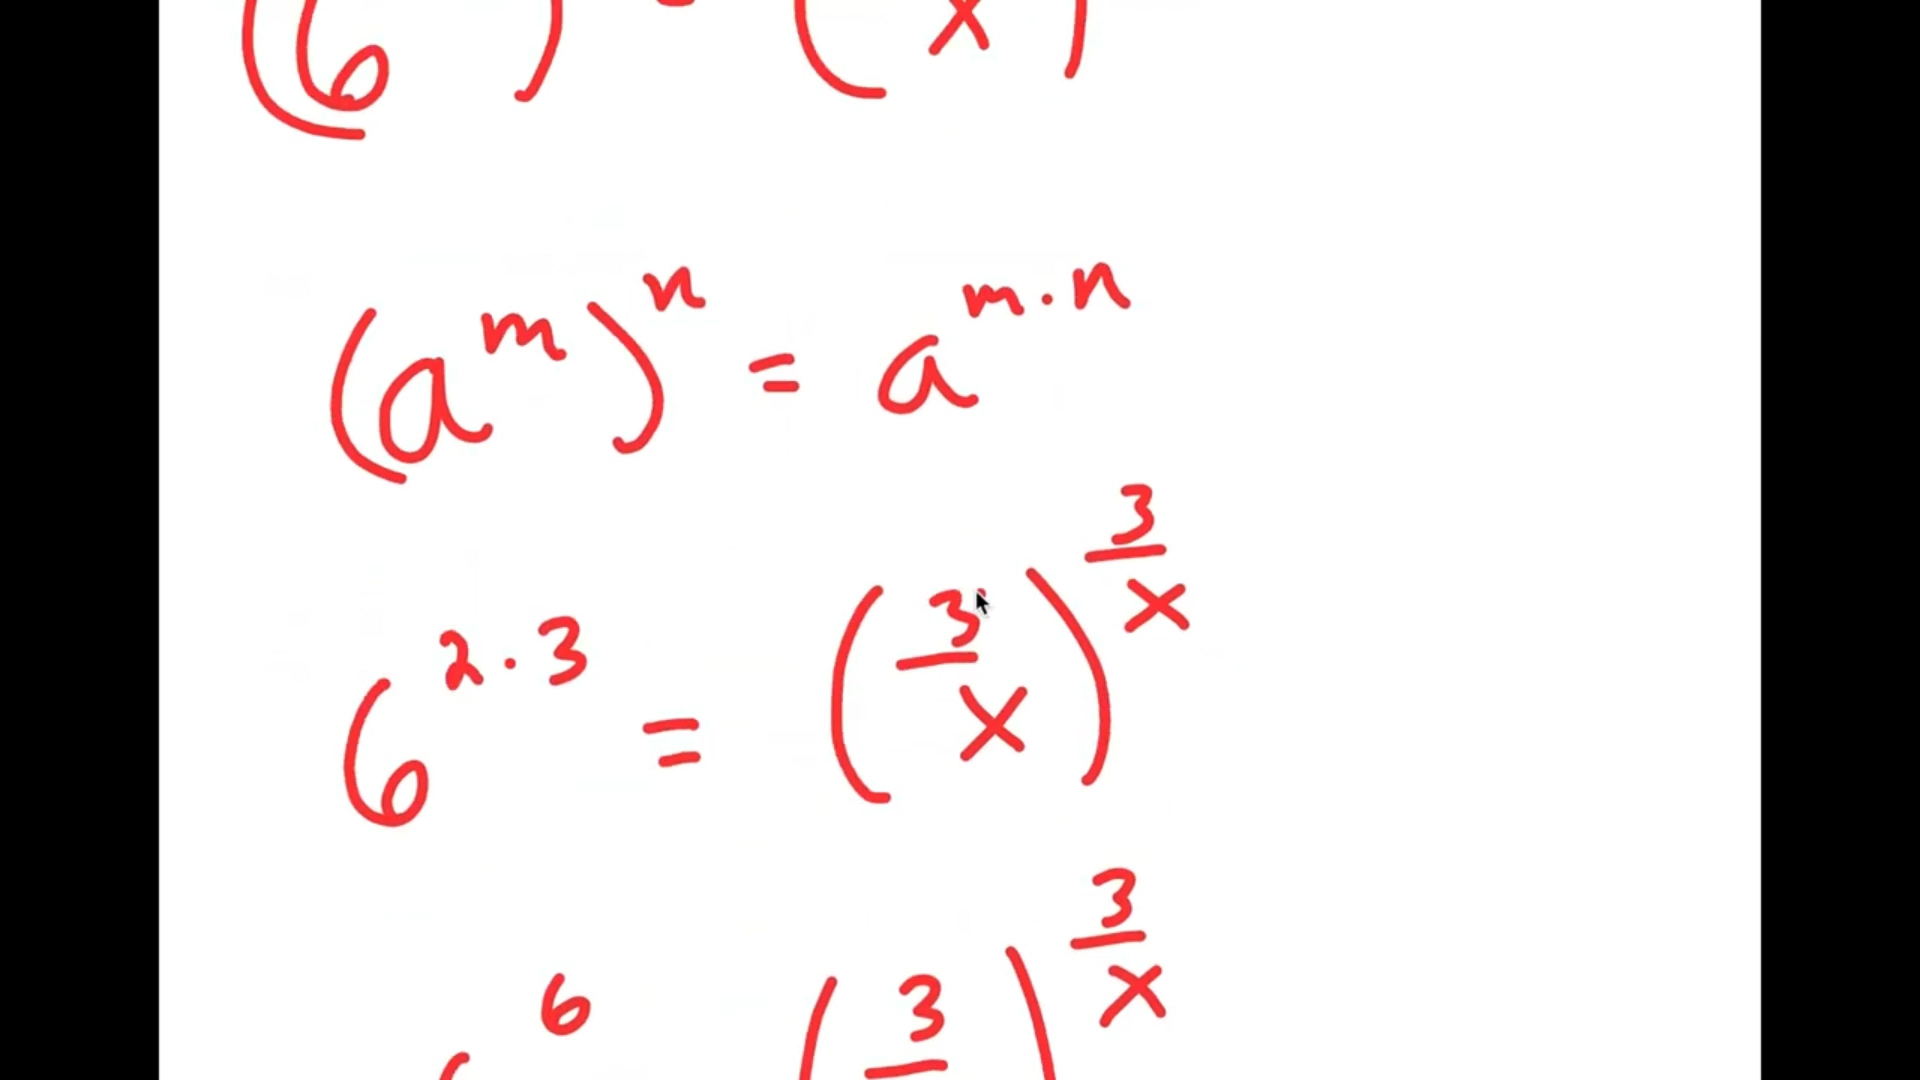 (6 ) = ( x )
(a^m)^n = a^{m·n}
6^{2·3} = (3/x)^{3/x}
6 (3 ) 3/x